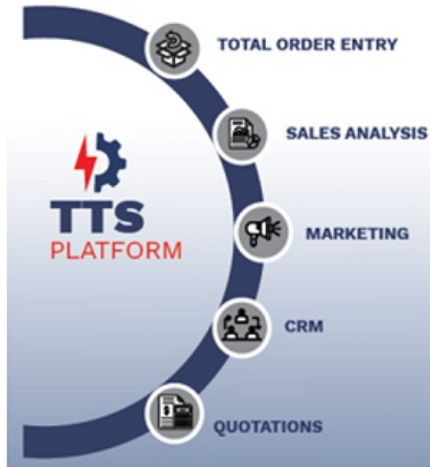 TOTAL ORDER ENTRY
SALES ANALYSIS
TTS
PLATFORM
MARKETING
CRM
$
QUOTATIONS